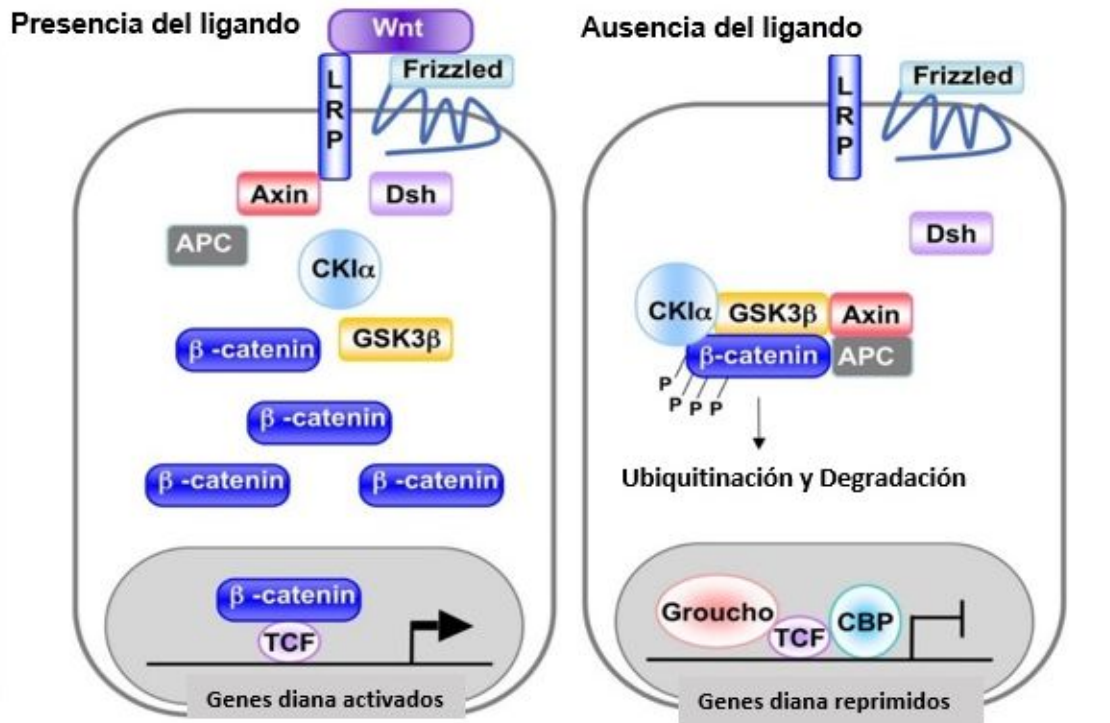 Presencia del ligando
Wnt
LRP
Frizzled
Axin
Dsh
APC
CKIα
GSK3β
β -catenin
β -catenin
β -catenin
β -catenin
β -catenin
TCF
Genes diana activados
Ausencia del ligando
LRP
Frizzled
Dsh
CKIα
GSK3β
Axin
β-catenin
APC
P
P
P
P
Ubiquitinación y Degradación
Groucho
TCF
CBP
Genes diana reprimidos